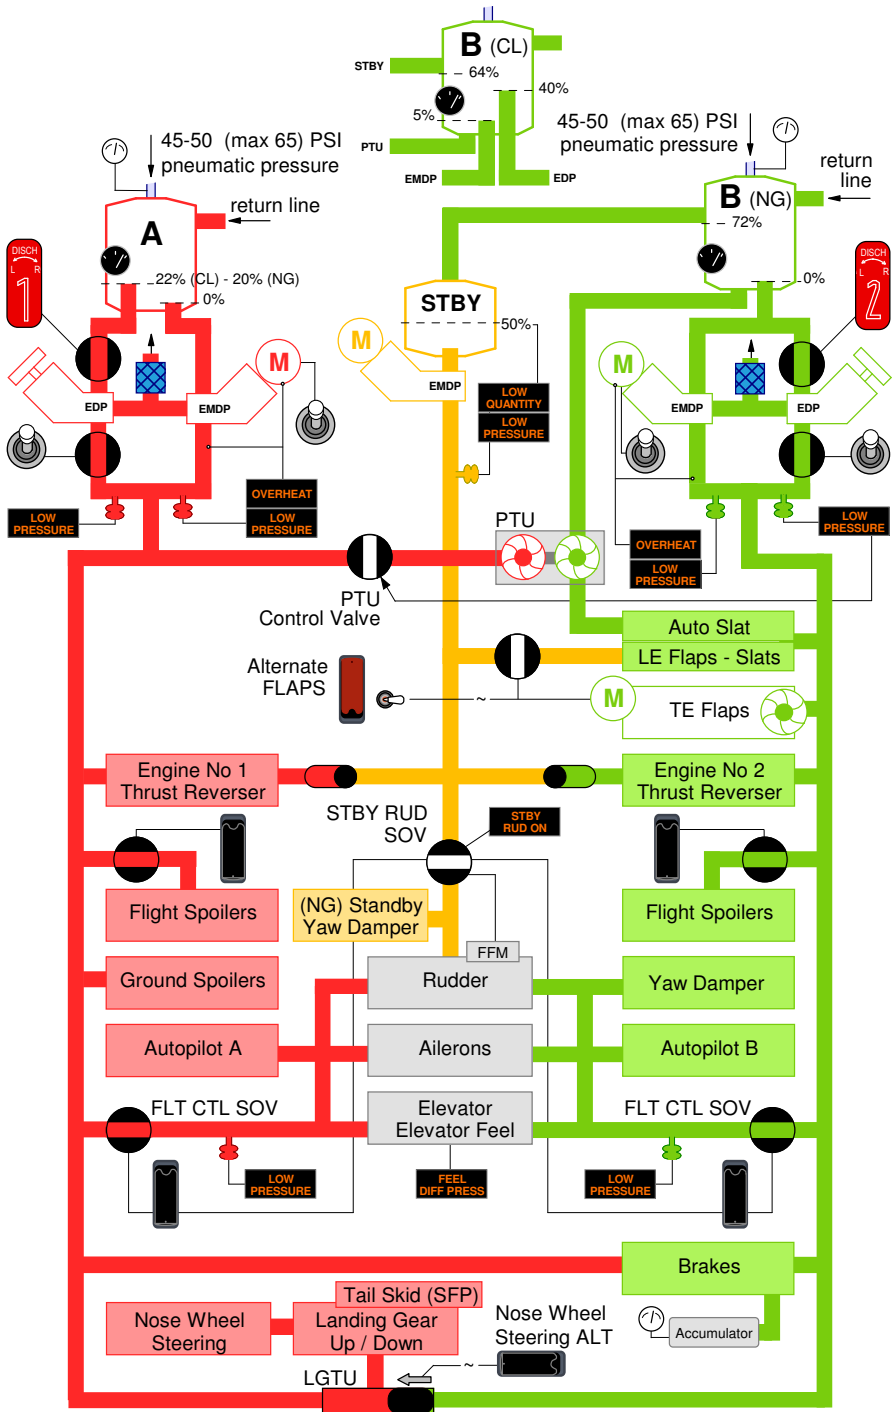 B (CL)
STBY
64%
40%
5%
PTU
EMDP
EDP
45-50 (max 65) PSI
pneumatic pressure
45-50 (max 65) PSI
pneumatic pressure
return
line
B (NG)
72%
0%
return line
A
22% (CL) - 20% (NG)
0%
DISCH
L R
1
STBY
50%
DISCH
L R
2
M
M
M
EDP
EMDP
EMDP
EMDP
EDP
LOW
QUANTITY
LOW
PRESSURE
LOW
PRESSURE
OVERHEAT
LOW
PRESSURE
PTU
OVERHEAT
LOW
PRESSURE
LOW
PRESSURE
PTU
Control Valve
Auto Slat
LE Flaps - Slats
Alternate
FLAPS
~
M
TE Flaps
Engine No 1
Thrust Reverser
Engine No 2
Thrust Reverser
STBY RUD
SOV
STBY
RUD ON
Flight Spoilers
(NG) Standby
Yaw Damper
Flight Spoilers
FFM
Ground Spoilers
Rudder
Yaw Damper
Autopilot A
Ailerons
Autopilot B
FLT CTL SOV
Elevator
Elevator Feel
FLT CTL SOV
LOW
PRESSURE
FEEL
DIFF PRESS
LOW
PRESSURE
Brakes
Tail Skid (SFP)
Nose Wheel
Steering
Landing Gear
Up / Down
Nose Wheel
Steering ALT
Accumulator
LGTU
~